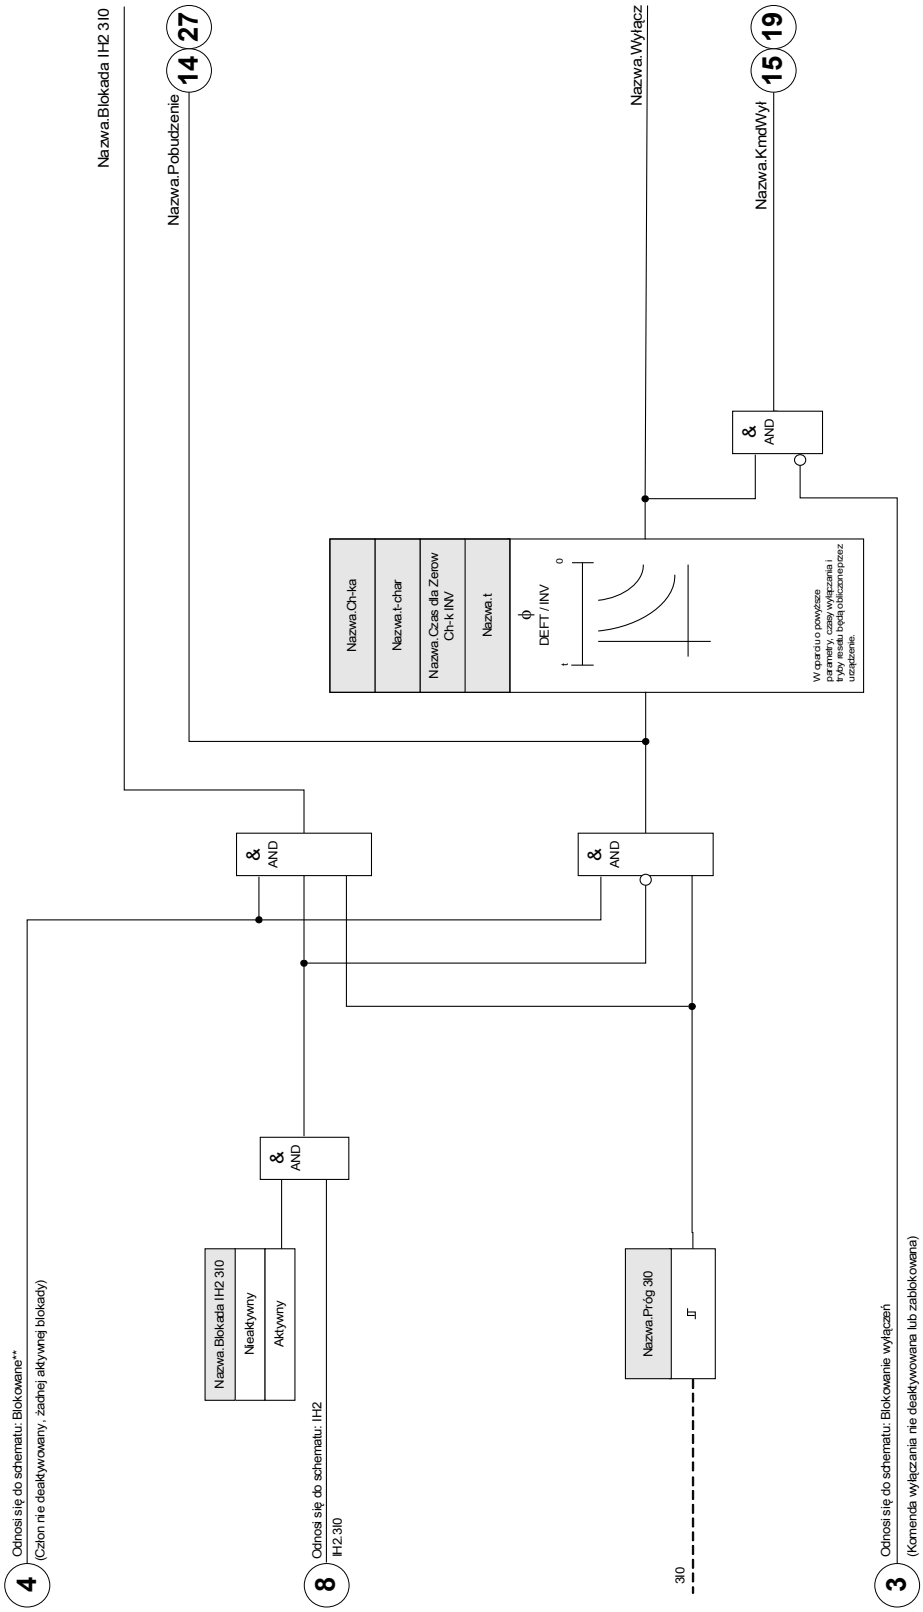 4
Odnosi się do schematu: Blokowane**
(Człon nie deaktywowany, żadnej aktywnej blokady)
Nazwa.Blokada IH2 3I0
Nieaktywny
Aktywny
8
Odnosi się do schematu: IH2
IH2.3I0
&
AND
&
AND
Nazwa.Blokada IH2 3I0
Nazwa.Pobudzenie
14
27
3I0
Nazwa.Próg 3I0
&
AND
Nazwa.Ch-ka
Nazwa.t-char
Nazwa.Czas dla Zerow
Ch-k INV
Nazwa.t
ϕ
DEFT / INV
t
0
W oparciu o powyższe
parametry, czasy wyłączania i
tryby resetu będą obliczone przez
urządzenie.
Nazwa.Wyłącz
&
AND
Nazwa.KmdWył
15
19
3
Odnosi się do schematu: Blokowanie wyłączeń
(Komenda wyłączania nie deaktywowana lub zablokowana)